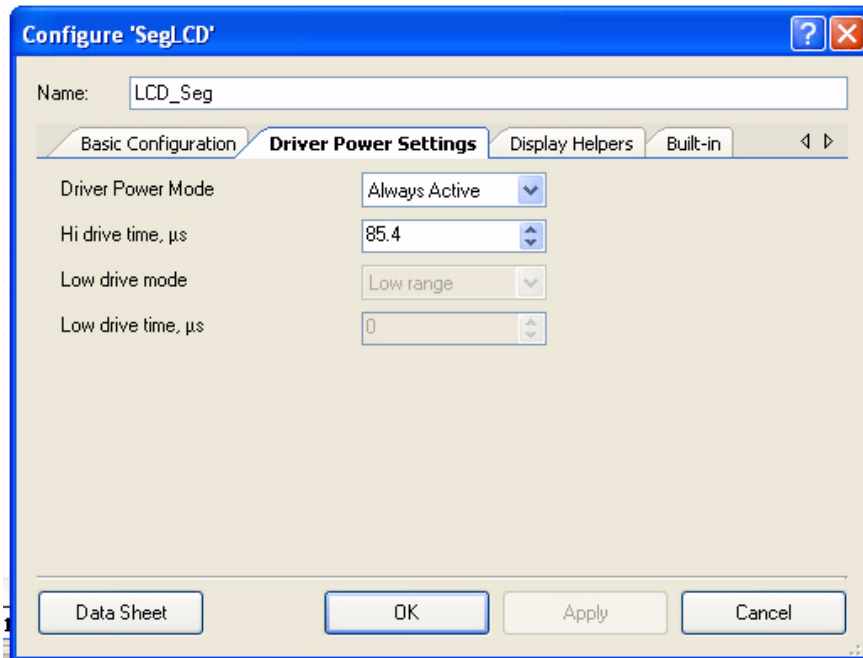 Configure 'SegLCD'
Name: LCD_Seg
Basic Configuration Driver Power Settings Display Helpers Built-in
Driver Power Mode Always Active
Hi drive time, µs 85.4
Low drive mode Low range
Low drive time, µs 0
Data Sheet OK Apply Cancel
1